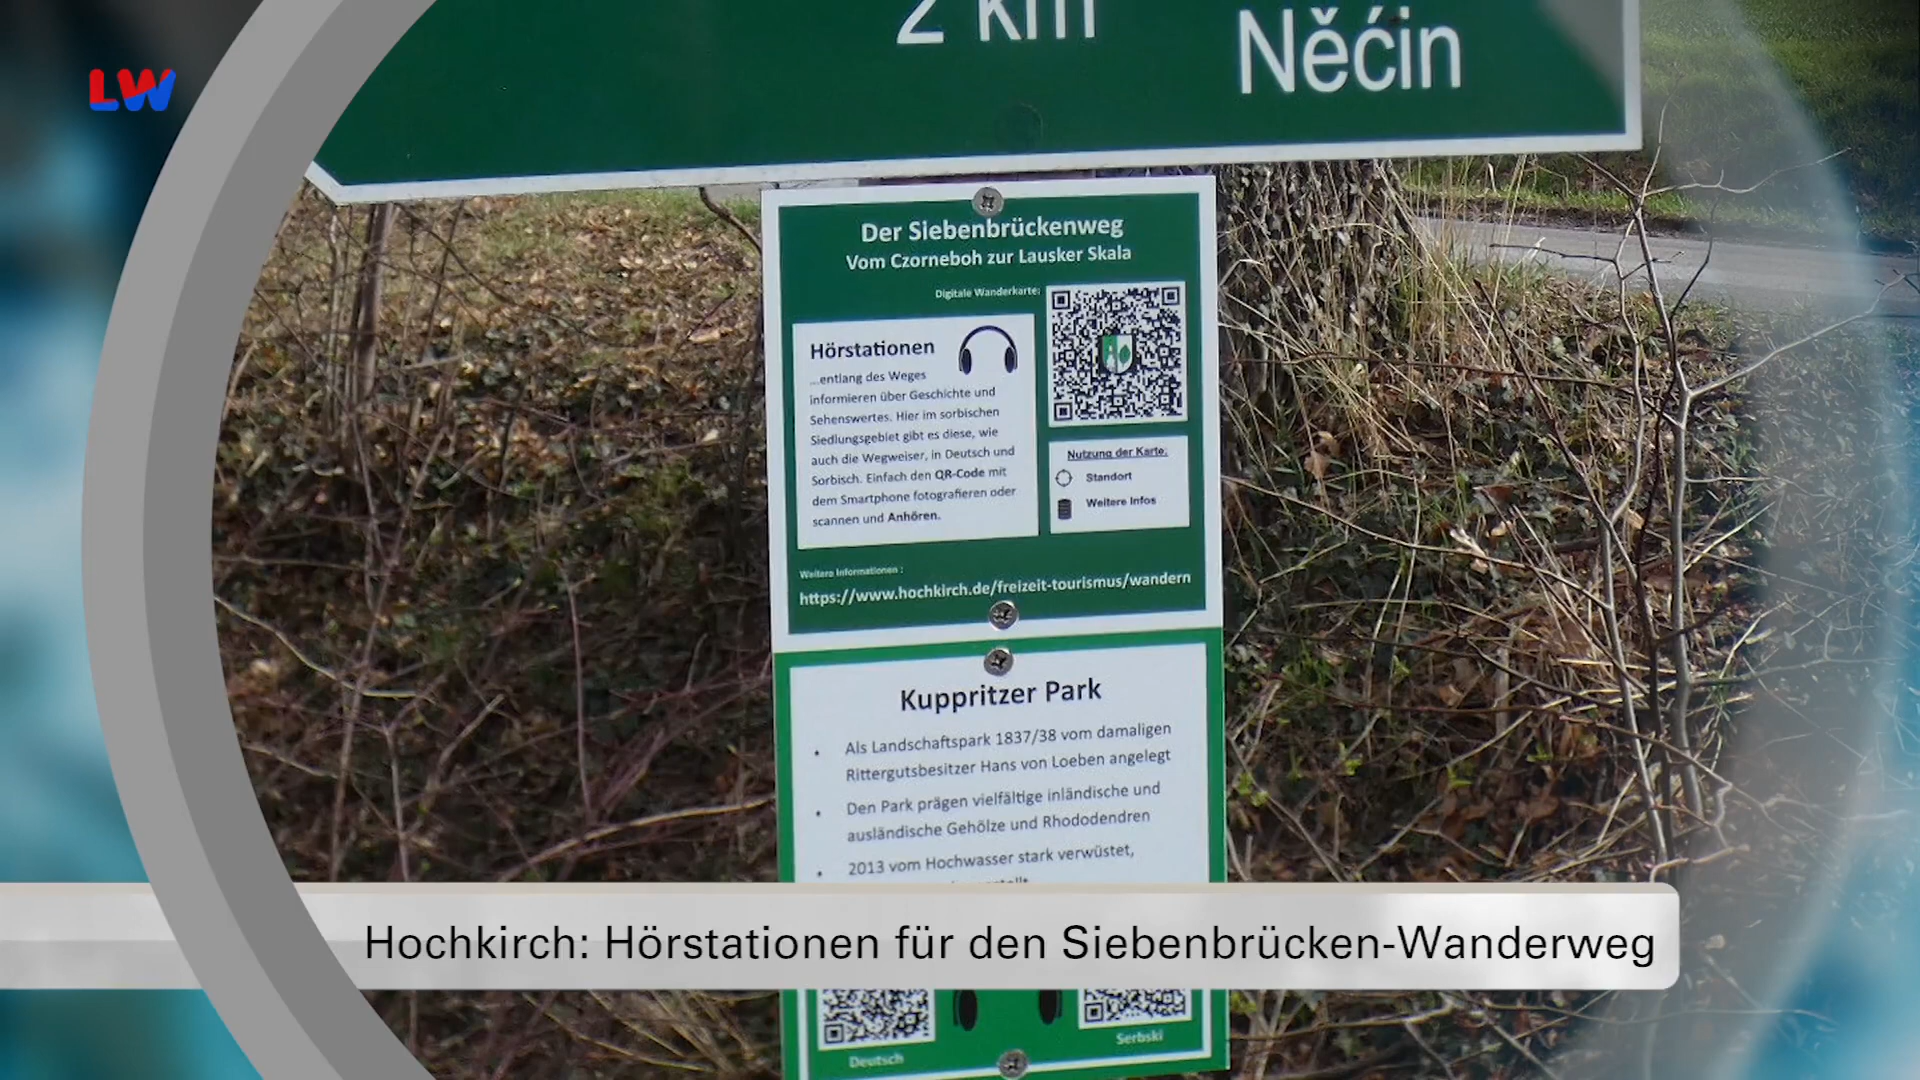 2 km
Něćin
LW
Der Siebenbrückenweg
Vom Czorneboh zur Lausker Skala
Digitale Wanderkarte:
Hörstationen
...entlang des Weges
informieren über Geschichte und
Sehenswertes. Hier im sorbischen
Siedlungsgebiet gibt es diese, wie
auch die Wegweiser, in Deutsch und
Sorbisch. Einfach den QR-Code mit
dem Smartphone fotografieren oder
scannen und Anhören.
Nutzung der Karte:
Standort
Weitere Infos
Weitere Informationen :
https://www.hochkirch.de/freizeit-tourismus/wandern
Kuppritzer Park
• Als Landschaftspark 1837/38 vom damaligen
Rittergutsbesitzer Hans von Loeben angelegt
• Den Park prägen vielfältige inländische und
ausländische Gehölze und Rhododendren
• 2013 vom Hochwasser stark verwüstet,
Hochkirch: Hörstationen für den Siebenbrücken-Wanderweg
Deutsch
Serbski